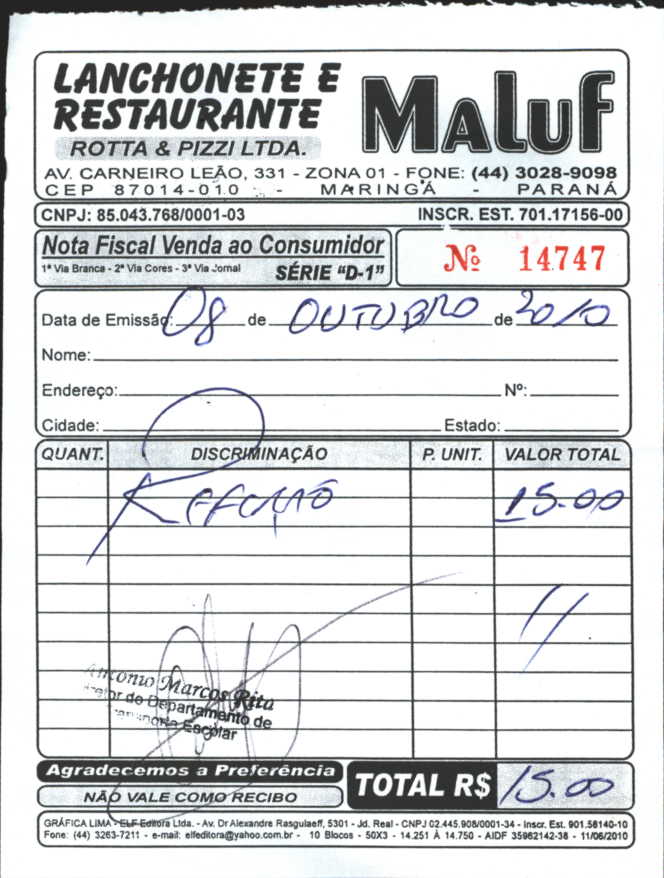 LANCHONETE E
RESTAURANTE
MALUF
ROTTA & PIZZI LTDA.
AV. CARNEIRO LEÃO, 331 - ZONA 01 - FONE: (44) 3028-9098
CEP 87014-010 - MARINGÁ - PARANÁ
CNPJ: 85.043.768/0001-03 INSCR. EST. 701.17156-00
Nota Fiscal Venda ao Consumidor
1ª Via Branca - 2ª Via Cores - 3ª Via Jornal SÉRIE "D-1"
Nº 14747
Data de Emissão: 08 de OUTUBRO de 2010
Nome:
Endereço: Nº:
Cidade: Estado:
QUANT. DISCRIMINAÇÃO P. UNIT. VALOR TOTAL
15.00
Antonio Marcos Rita
Diretor do Departamento de
Transporte Escolar
Agradecemos a Preferência
NÃO VALE COMO RECIBO
TOTAL R$ 15.00
GRÁFICA LIMA - ELF Editora Ltda. - Av. Dr Alexandre Rasgulaeff, 5301 - Jd. Real - CNPJ 02.445.908/0001-34 - Inscr. Est. 901.56140-10
Fone: (44) 3263-7211 - e-mail: elfeditora@yahoo.com.br - 10 Blocos - 50X3 - 14.251 À 14.750 - AIDF 35962142-38 - 11/06/2010